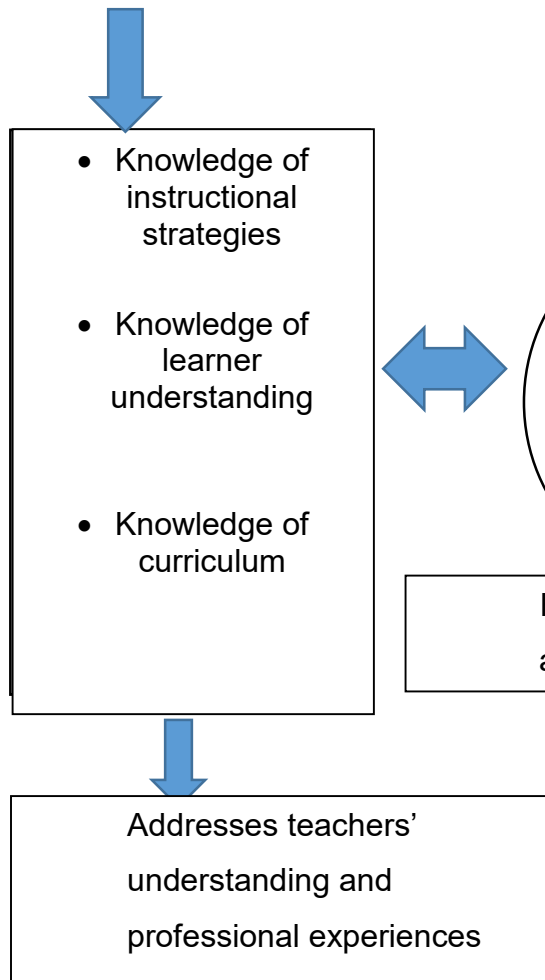 • Knowledge of
instructional
strategies
• Knowledge of
learner
understanding
• Knowledge of
curriculum
Addresses teachers’
understanding and
professional experiences